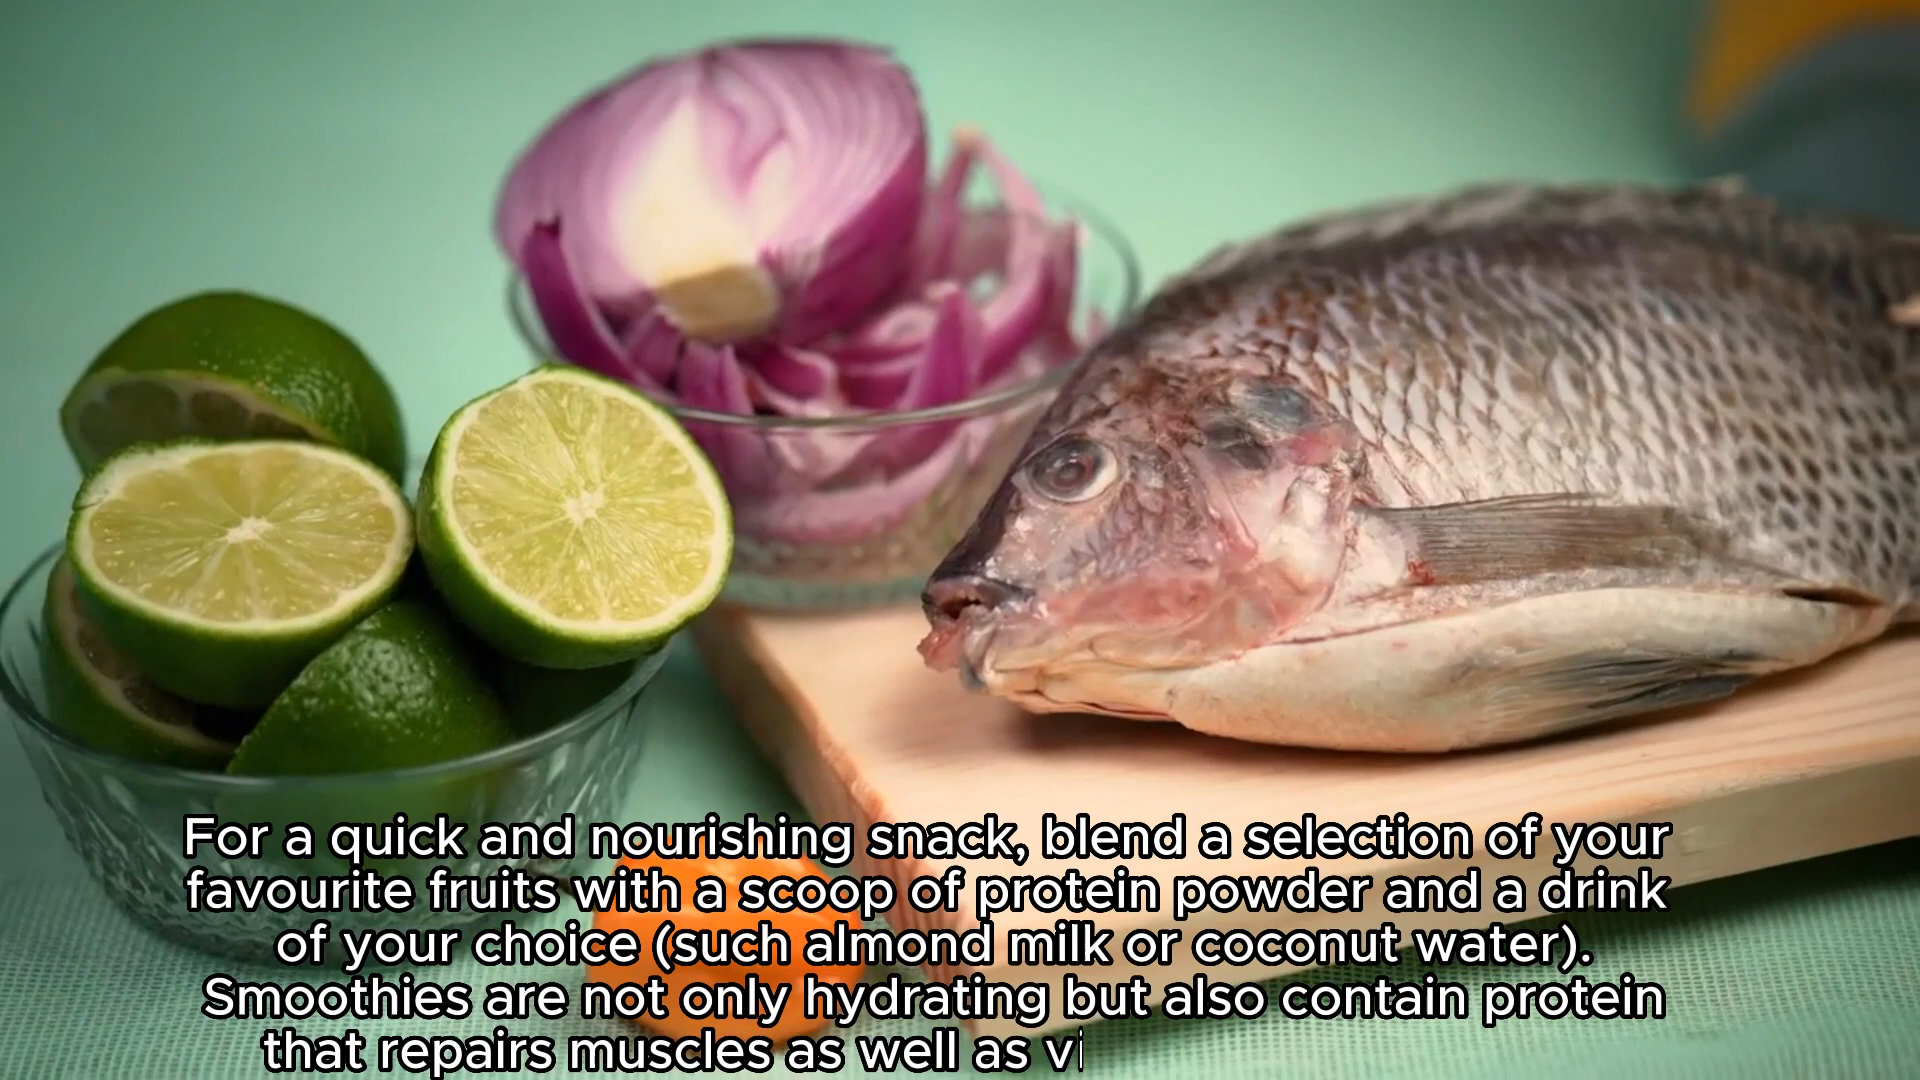 For a quick and nourishing snack, blend a selection of your
favourite fruits with a scoop of protein powder and a drink
of your choice (such almond milk or coconut water).
Smoothies are not only hydrating but also contain protein
that repairs muscles as well as vi